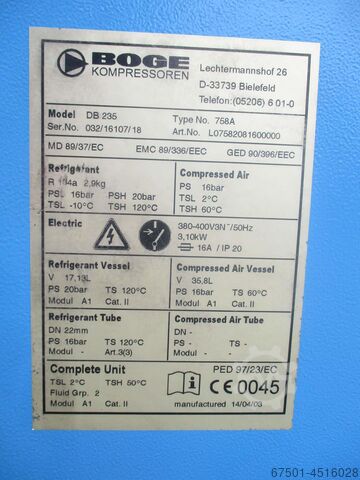 BOGE
KOMPRESSOREN
Lechtermannshof 26
D-33739 Bielefeld
Telefon:(05206) 6 01-0
Model DB 235 Type No. 758A
Ser.No. 032/16107/18 Art.No. L07582081600000
MD 89/37/EC EMC 89/336/EEC GED 90/396/EEC
Refrigerant Compressed Air
R 134a 2,9kg PS 16bar
PSL 16bar PSH 20bar TSL 2°C
TSL -10°C TSH 120°C TSH 60°C
Electric 380-400V3N~/50Hz
3,10kW
16A / IP 20
Refrigerant Vessel Compressed Air Vessel
V 17,13L V 35,8L
PS 20bar TS 120°C PS 16bar TS 60°C
Modul A1 Cat. II Modul A1 Cat. II
Refrigerant Tube Compressed Air Tube
DN 22mm DN -
PS 16bar TS 120°C PS - TS -
Modul - Art.3(3) Modul - -
Complete Unit PED 97/23/EC
TSL 2°C TSH 50°C
Fluid Grp. 2 CE 0045
Modul A1 Cat. II manufactured 14/04/03
67501-4516028